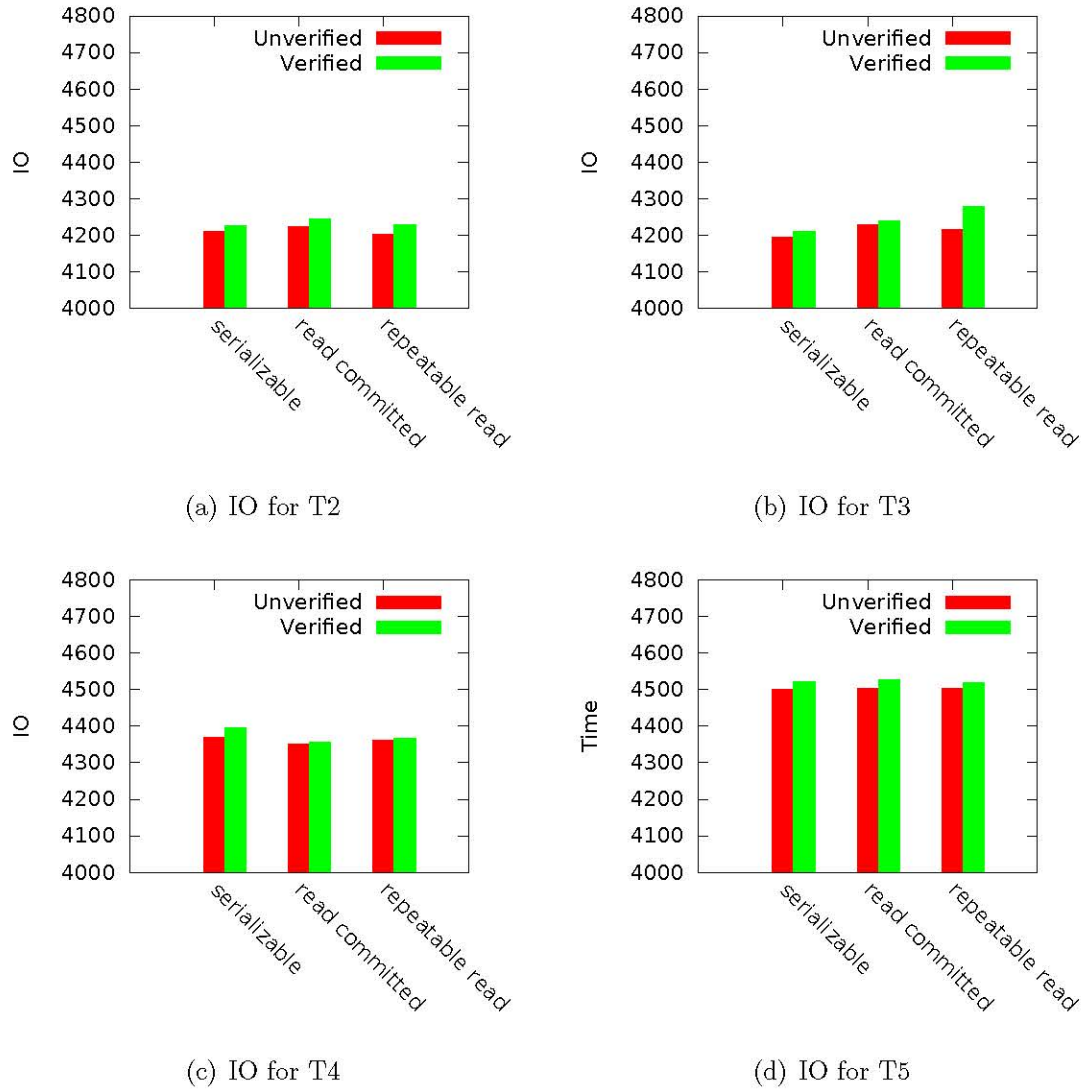 4800
4700
4600
4500
4400
4300
4200
4100
4000
IO
Unverified
Verified
serializable
read committed
repeatable read
(a) IO for T2
4800
4700
4600
4500
4400
4300
4200
4100
4000
IO
Unverified
Verified
serializable
read committed
repeatable read
(b) IO for T3
4800
4700
4600
4500
4400
4300
4200
4100
4000
IO
Unverified
Verified
serializable
read committed
repeatable read
(c) IO for T4
4800
4700
4600
4500
4400
4300
4200
4100
4000
Time
Unverified
Verified
serializable
read committed
repeatable read
(d) IO for T5